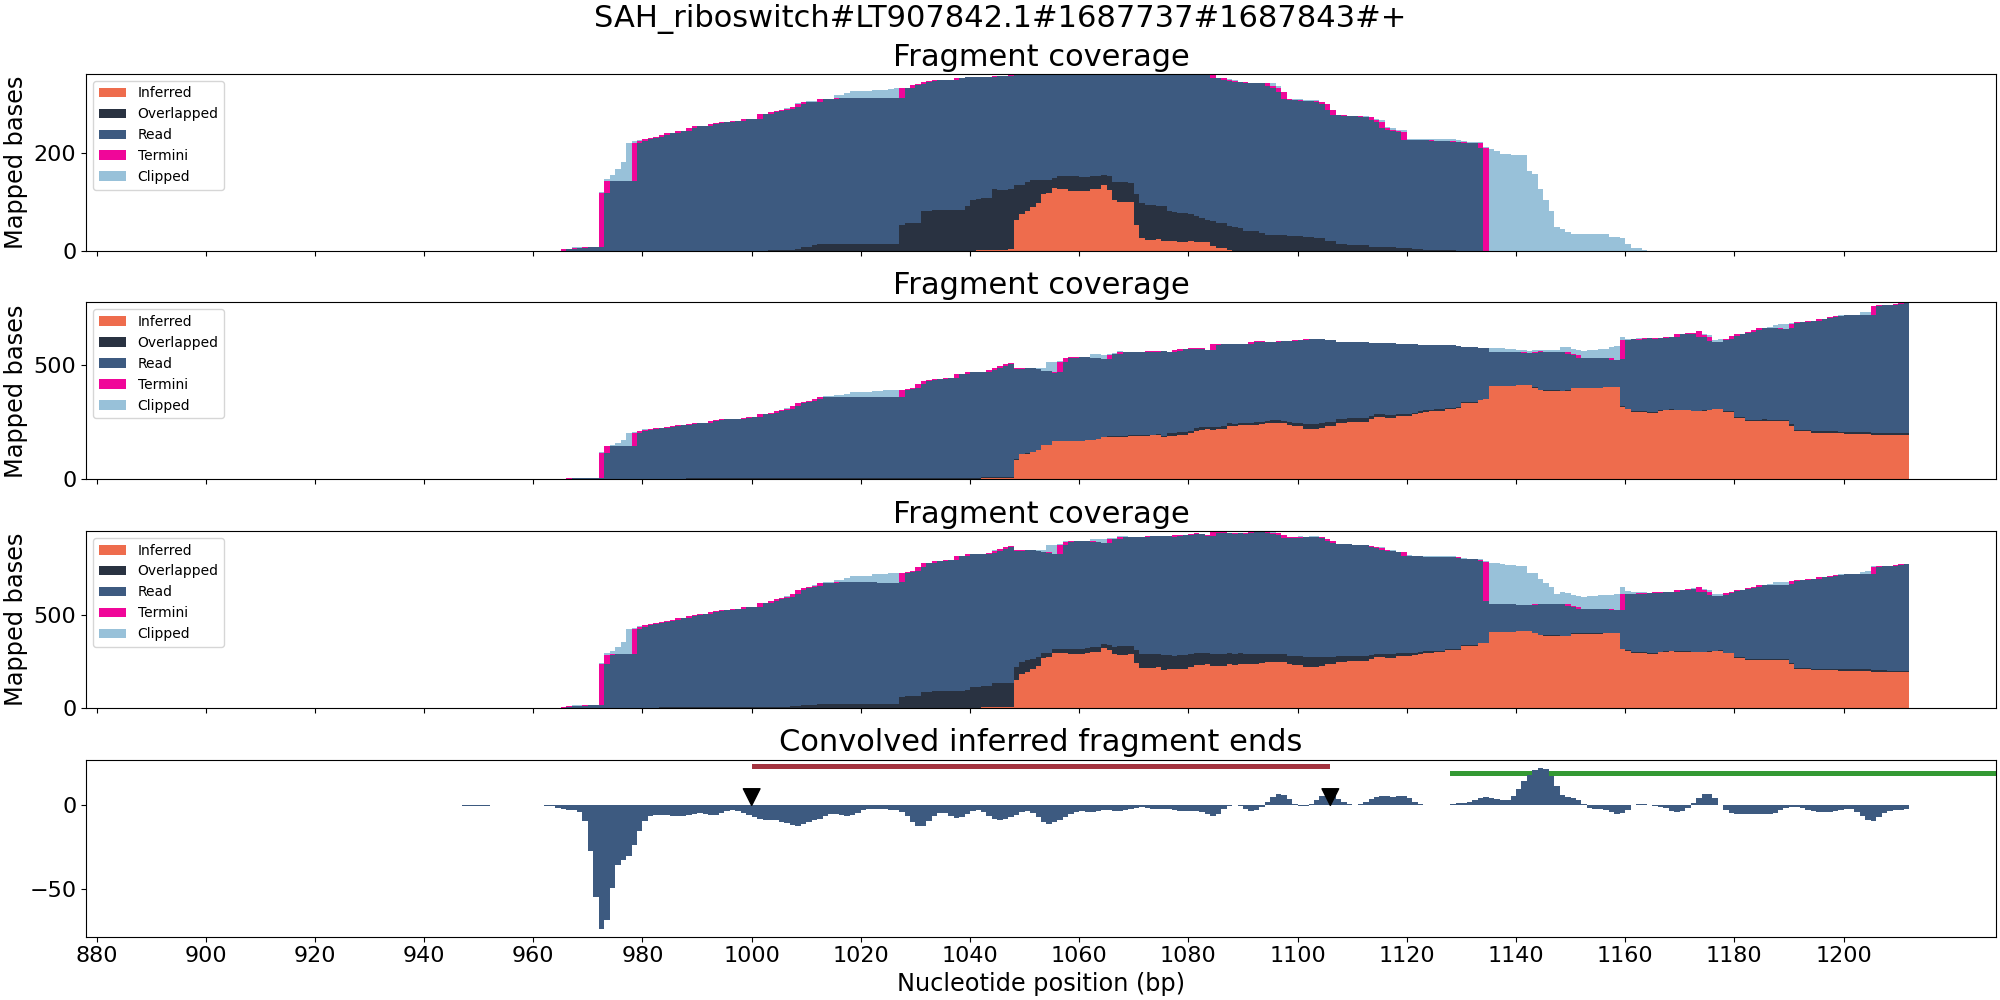 SAH_riboswitch#LT907842.1#1687737#1687843#+
Fragment coverage
Mapped bases
200
0
Inferred
Overlapped
Read
Termini
Clipped
Fragment coverage
Mapped bases
500
0
Inferred
Overlapped
Read
Termini
Clipped
Fragment coverage
Mapped bases
500
0
Inferred
Overlapped
Read
Termini
Clipped
Convolved inferred fragment ends
0
−50
880 900 920 940 960 980 1000 1020 1040 1060 1080 1100 1120 1140 1160 1180 1200
Nucleotide position (bp)